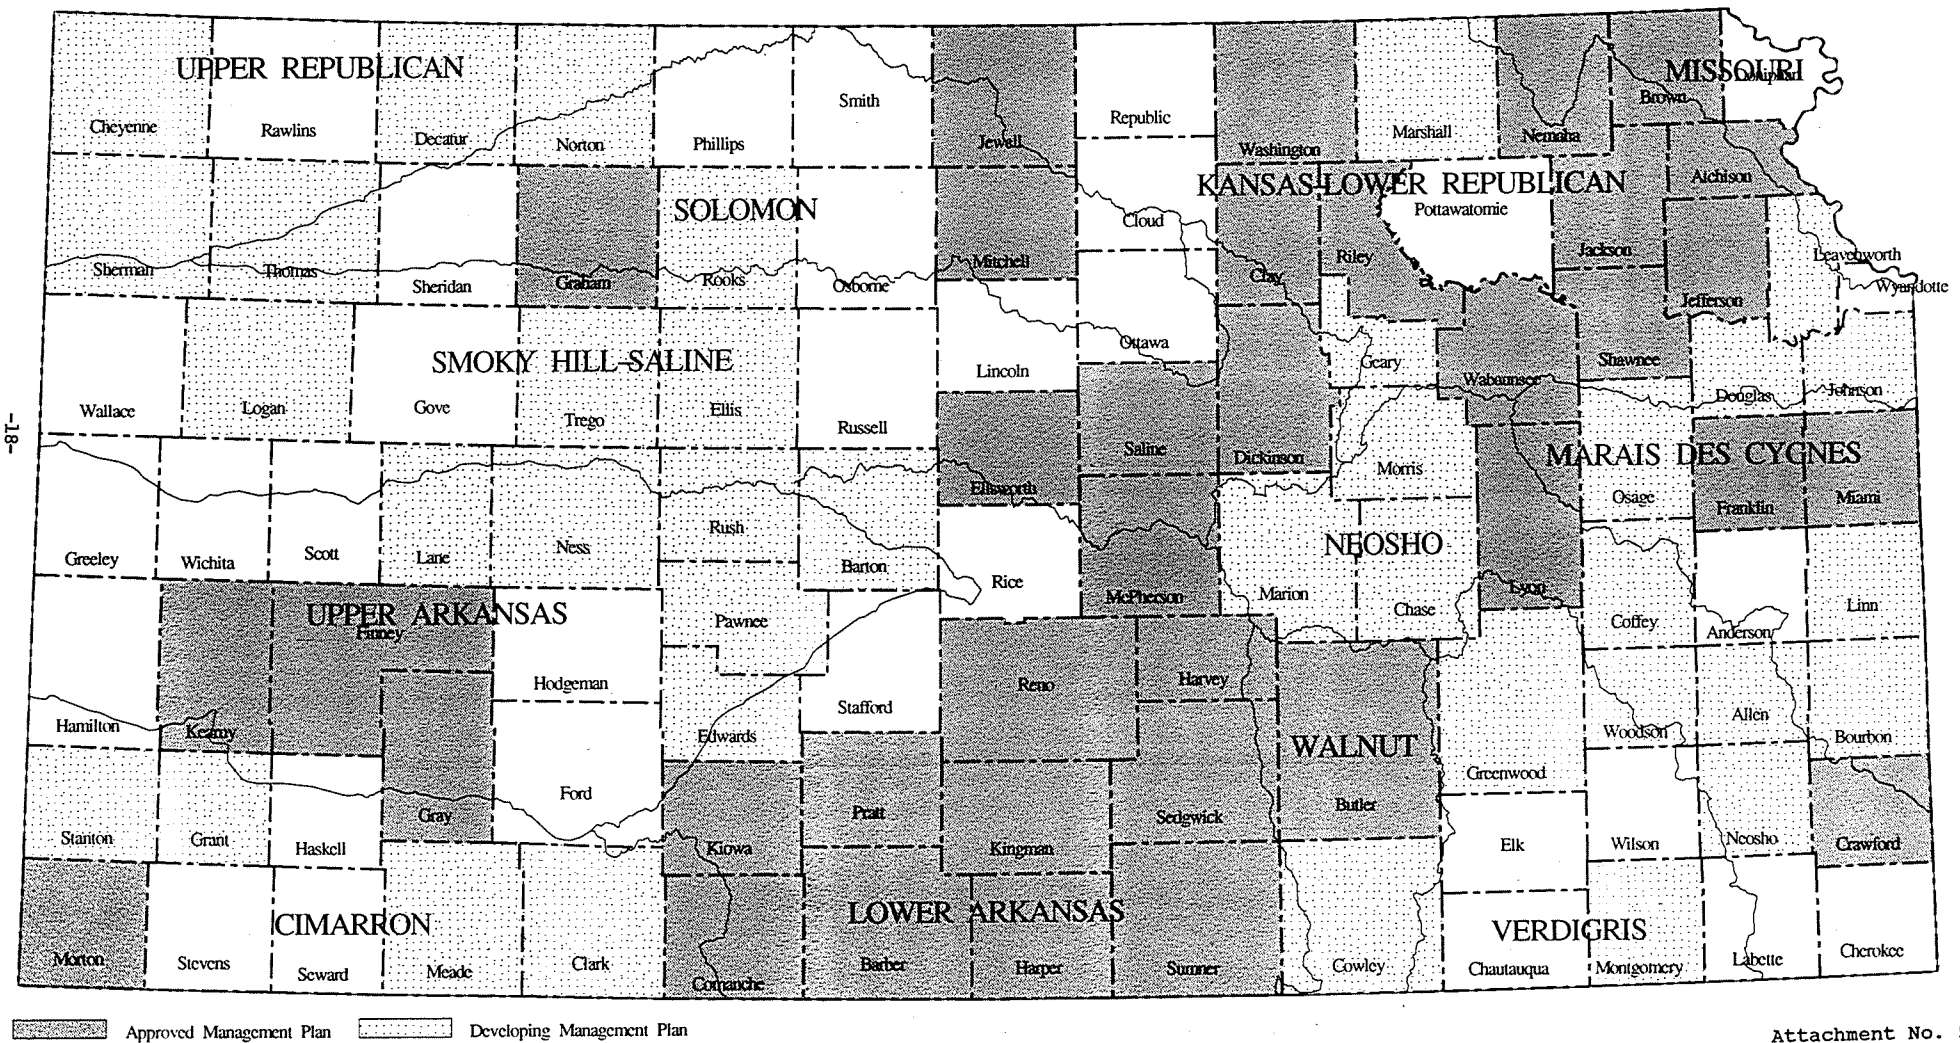 UPPER REPUBLICAN
MISSOURI
Cheyenne
Rawlins
Decatur
Norton
Phillips
Smith
Jewell
Republic
Washington
Marshall
Nemaha
Brown
Doniphan
KANSAS-LOWER REPUBLICAN
SOLOMON
Sherman
Thomas
Sheridan
Graham
Rooks
Osborne
Mitchell
Cloud
Clay
Riley
Pottawatomie
Jackson
Atchison
Jefferson
Leavenworth
Wyandotte
SMOKY HILL-SALINE
Wallace
Logan
Gove
Trego
Ellis
Russell
Lincoln
Ottawa
Saline
Dickinson
Geary
Wabaunsee
Shawnee
Douglas
Johnson
-18-
MARAIS DES CYGNES
Ellsworth
Morris
Osage
Franklin
Miami
NEOSHO
Greeley
Wichita
Scott
Lane
Ness
Rush
Barton
Rice
McPherson
Marion
Chase
Lyon
Coffey
Anderson
Linn
UPPER ARKANSAS
Finney
Pawnee
Hodgeman
Stafford
Reno
Harvey
Hamilton
Kearny
Edwards
WALNUT
Woodson
Allen
Bourbon
Stanton
Grant
Haskell
Gray
Ford
Kiowa
Pratt
Kingman
Sedgwick
Butler
Greenwood
Elk
Wilson
Neosho
Crawford
CIMARRON
LOWER ARKANSAS
VERDIGRIS
Morton
Stevens
Seward
Meade
Clark
Comanche
Barber
Harper
Sumner
Cowley
Chautauqua
Montgomery
Labette
Cherokee
Approved Management Plan
Developing Management Plan
Attachment No.